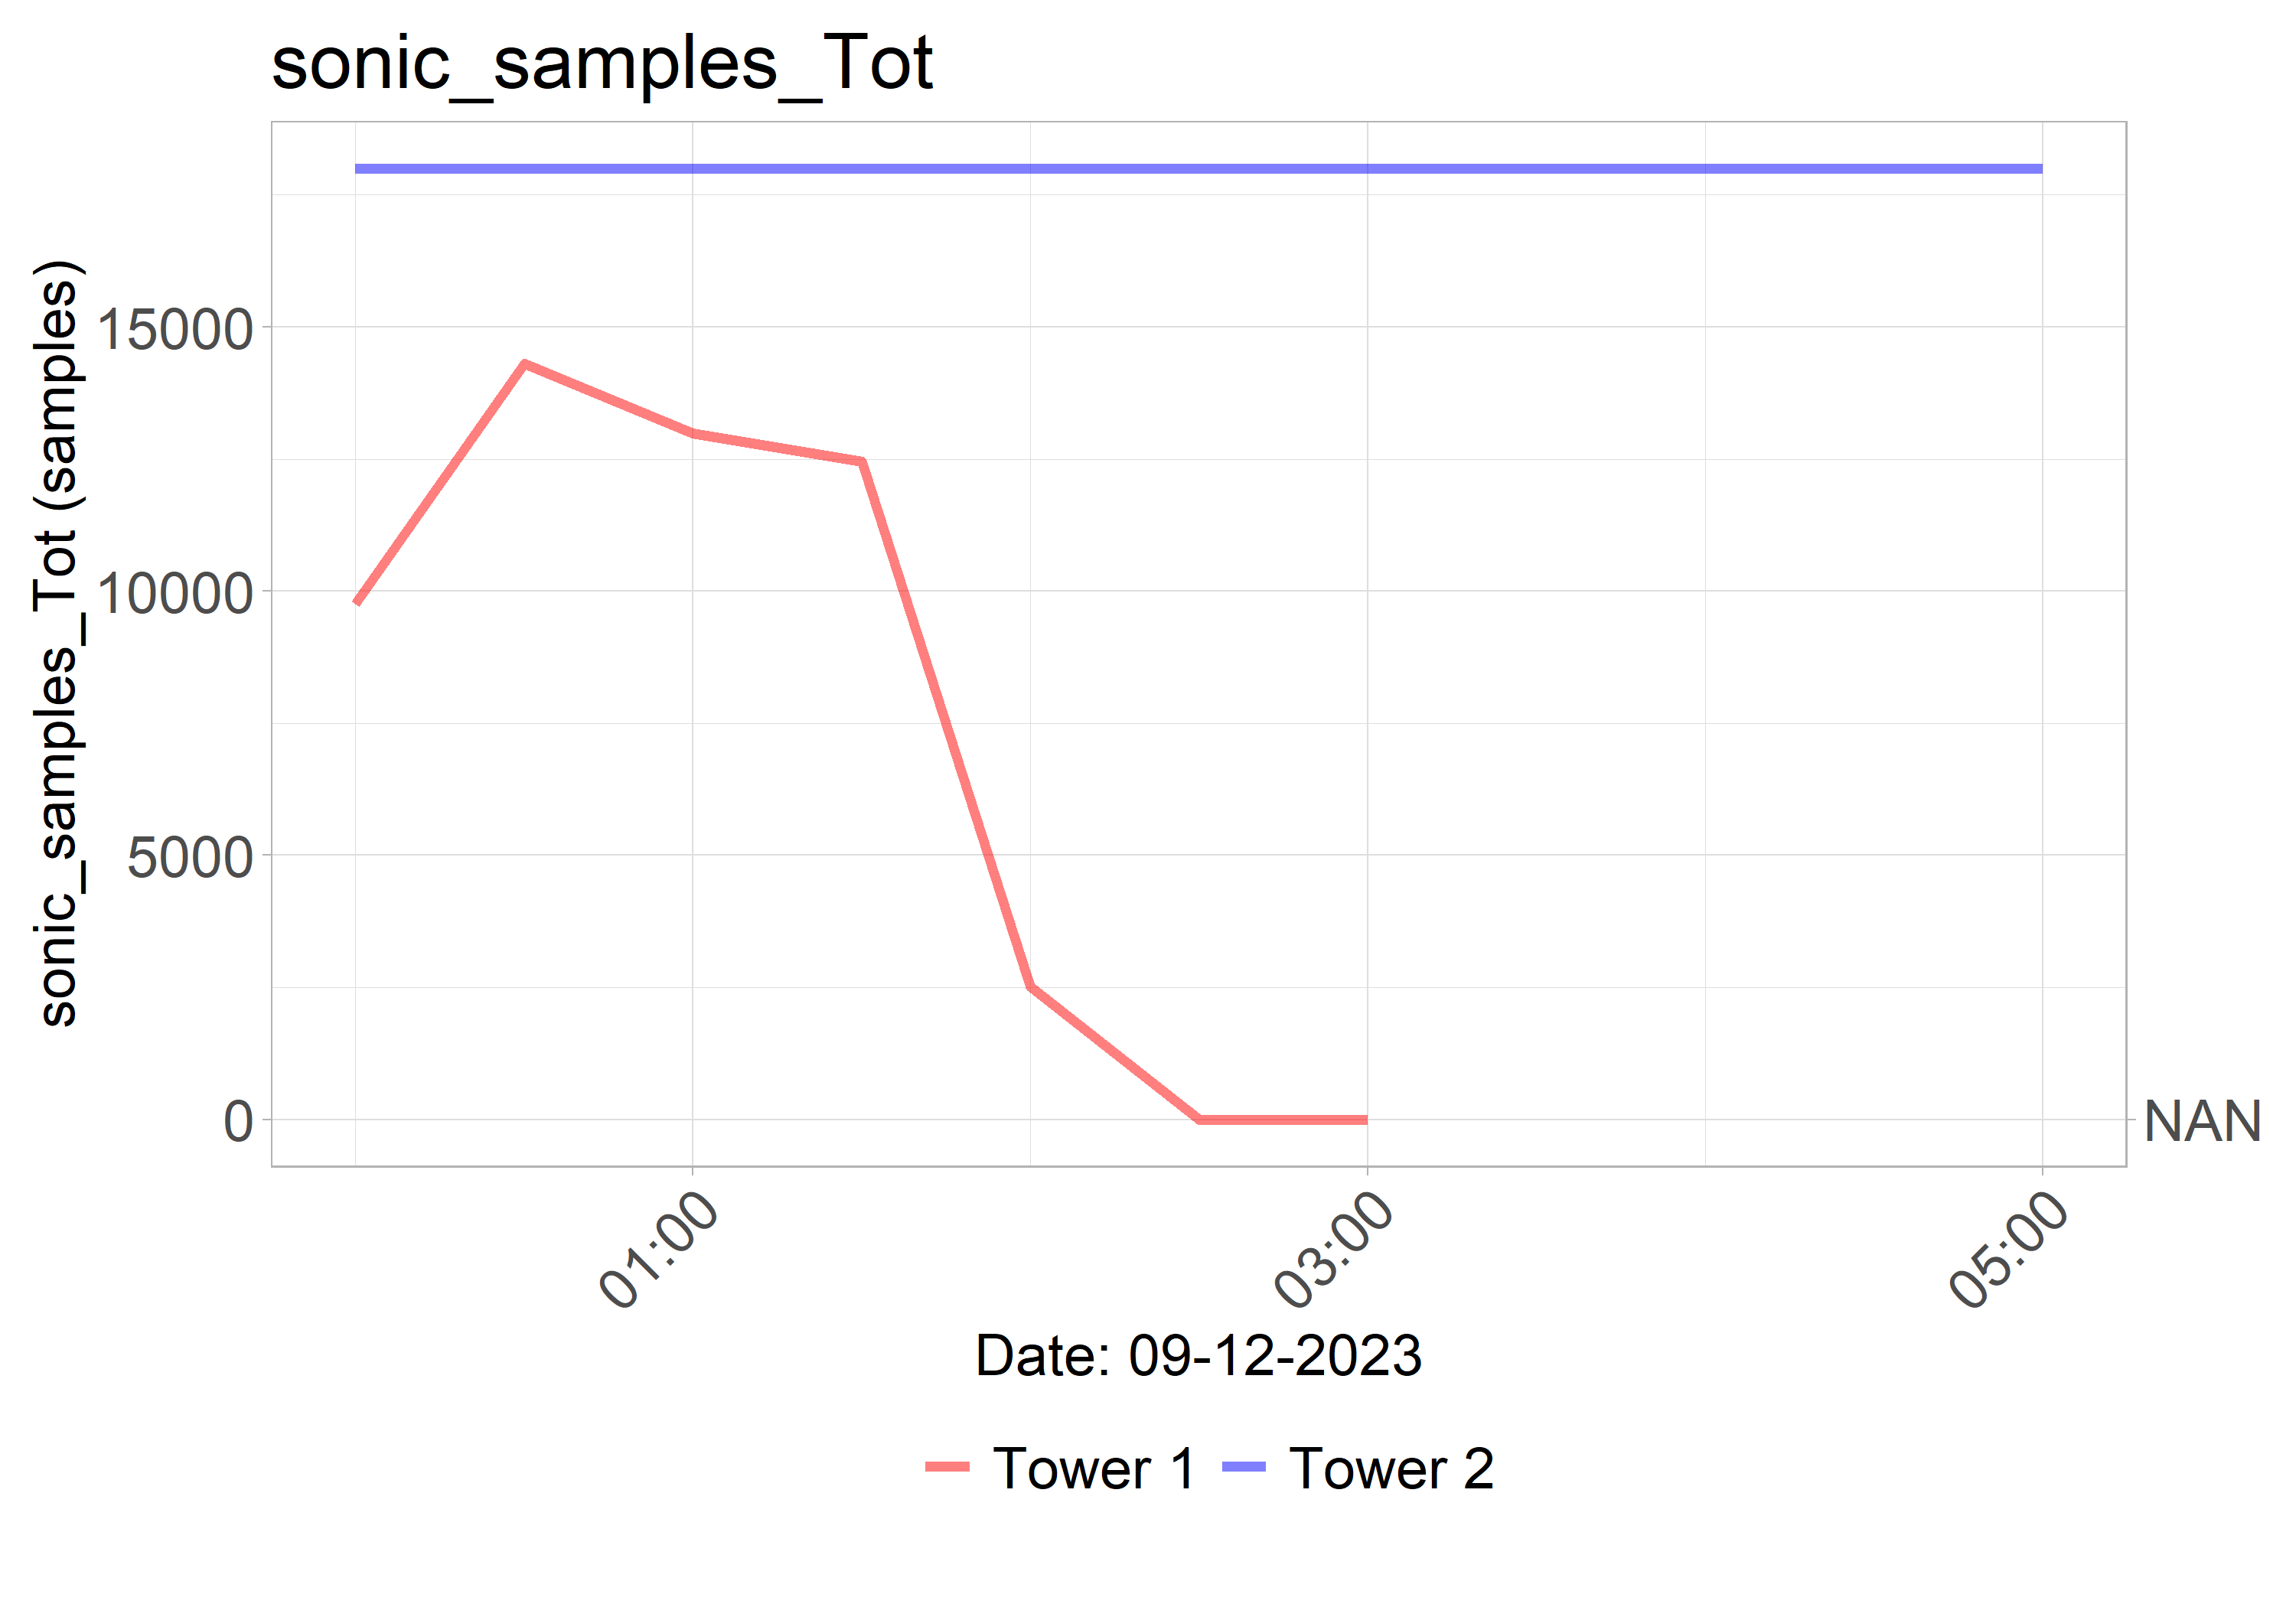 sonic_samples_Tot
sonic_samples_Tot (samples)
15000
10000
5000
0
NAN
01:00
03:00
05:00
Date: 09-12-2023
Tower 1
Tower 2